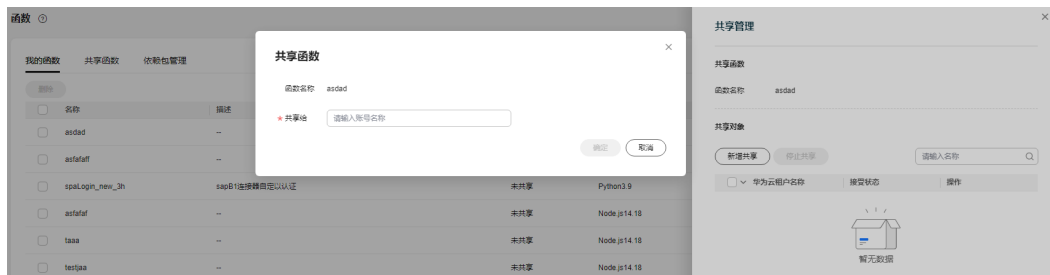 函数
我的函数 共享函数 依赖包管理
删除
名称 描述
asdad --
asfafaff --
spaLogin_new_3h sapB1连接器自定义认证 未共享 Python3.9
asfafaf -- 未共享 Node.js14.18
taaa -- 未共享 Node.js14.18
testjaa -- 未共享 Node.js14.18
共享函数
函数名称 asdad
* 共享给 请输入账号名称
确定 取消
共享管理
共享函数
函数名称 asdad
共享对象
新增共享 停止共享 请输入名称
华为云租户名称 接受状态 操作
暂无数据